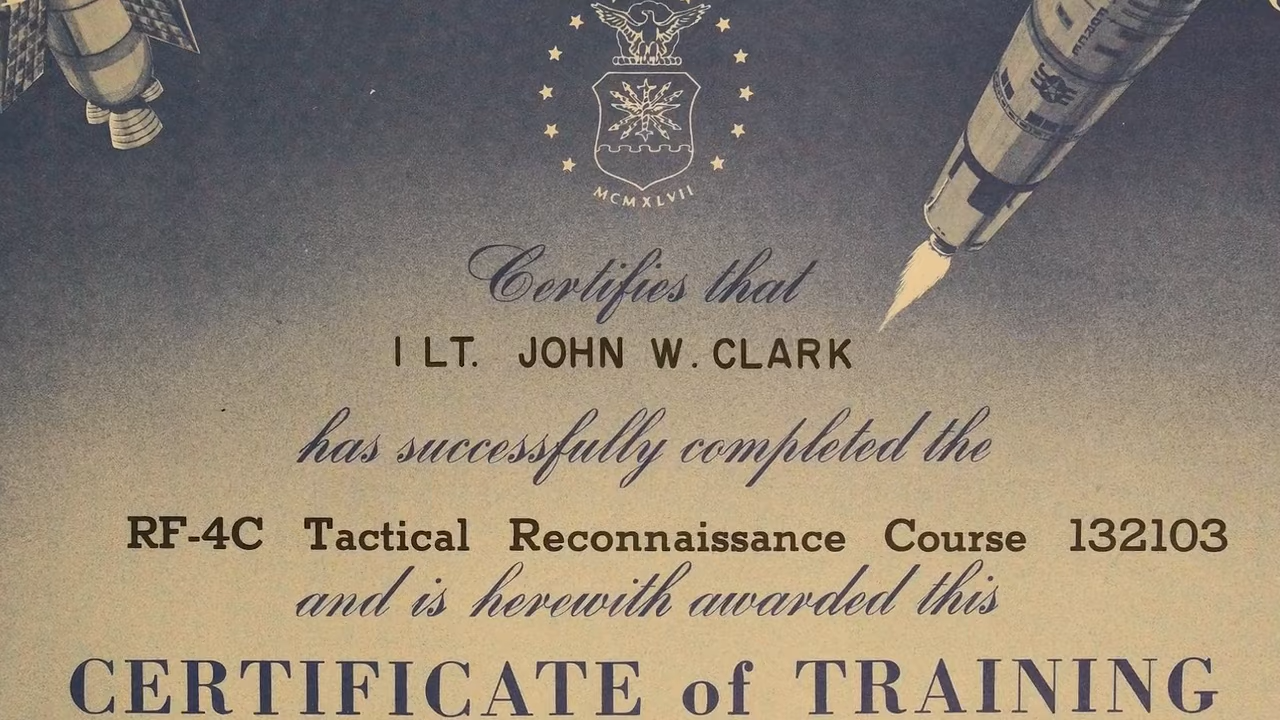 MCMXLVII
Certifies that
1 LT. JOHN W. CLARK
has successfully completed the
RF-4C Tactical Reconnaissance Course 132103
and is herewith awarded this
CERTIFICATE of TRAINING